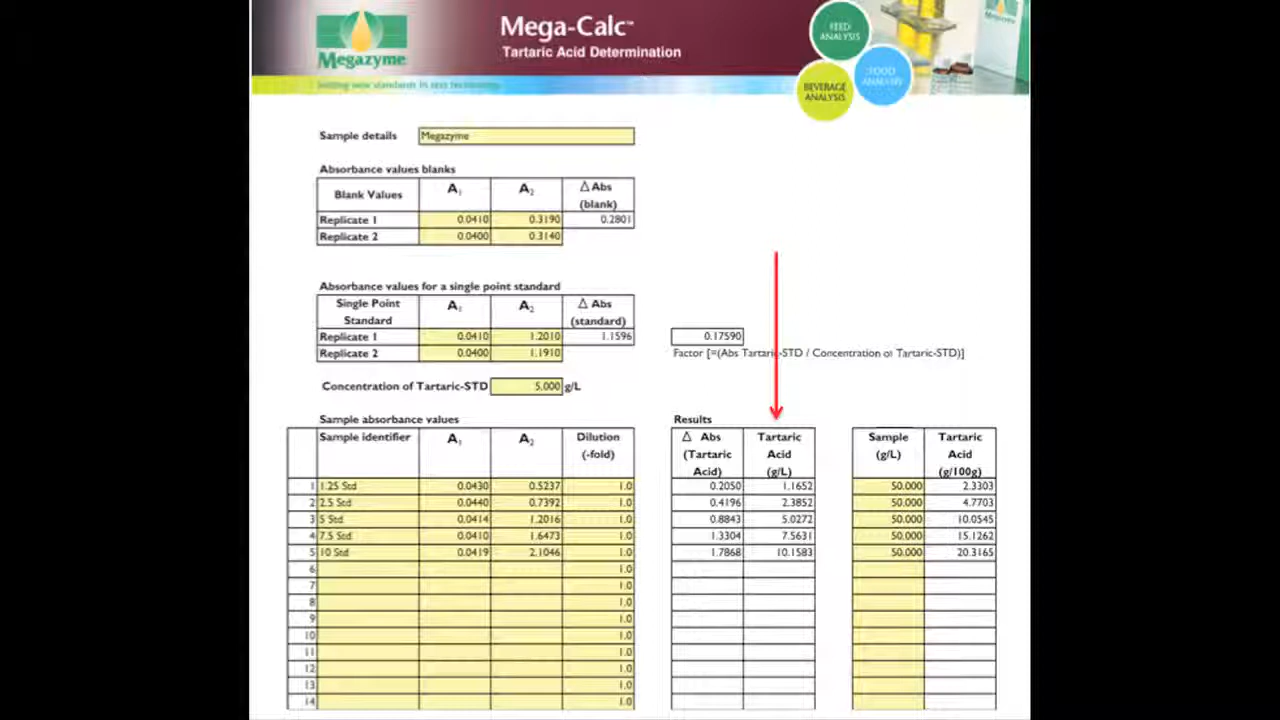 Megazyme
Mega-Calc™
Tartaric Acid Determination
FEED ANALYSIS
FOOD ANALYSIS
BEVERAGE ANALYSIS
Megazyme
Sample details Megazyme
Absorbance values blanks
Blank Values A1 A2 △ Abs (blank)
Replicate 1 0.0410 0.3190 0.2801
Replicate 2 0.0400 0.3140
Absorbance values for a single point standard
Single Point Standard A1 A2 △ Abs (standard)
Replicate 1 0.0410 1.2010 1.1596 0.17590
Replicate 2 0.0400 1.1910 Factor [=(Abs Tartaric-STD / Concentration of Tartaric-STD)]
Concentration of Tartaric-STD 5.000 g/L
Sample absorbance values Results
Sample identifier A1 A2 Dilution (-fold) △ Abs (Tartaric Acid) Tartaric Acid (g/L) Sample (g/L) Tartaric Acid (g/100g)
1 1.25 Std 0.0430 0.5237 1.0 0.2050 1.1652 50.000 2.3303
2 2.5 Std 0.0440 0.7392 1.0 0.4196 2.3852 50.000 4.7703
3 5 Std 0.0414 1.2016 1.0 0.8843 5.0272 50.000 10.0545
4 7.5 Std 0.0410 1.6473 1.0 1.3304 7.5631 50.000 15.1262
5 10 Std 0.0419 2.1046 1.0 1.7868 10.1583 50.000 20.3165
6 1.0
7 1.0
8 1.0
9 1.0
10 1.0
11 1.0
12 1.0
13 1.0
14 1.0